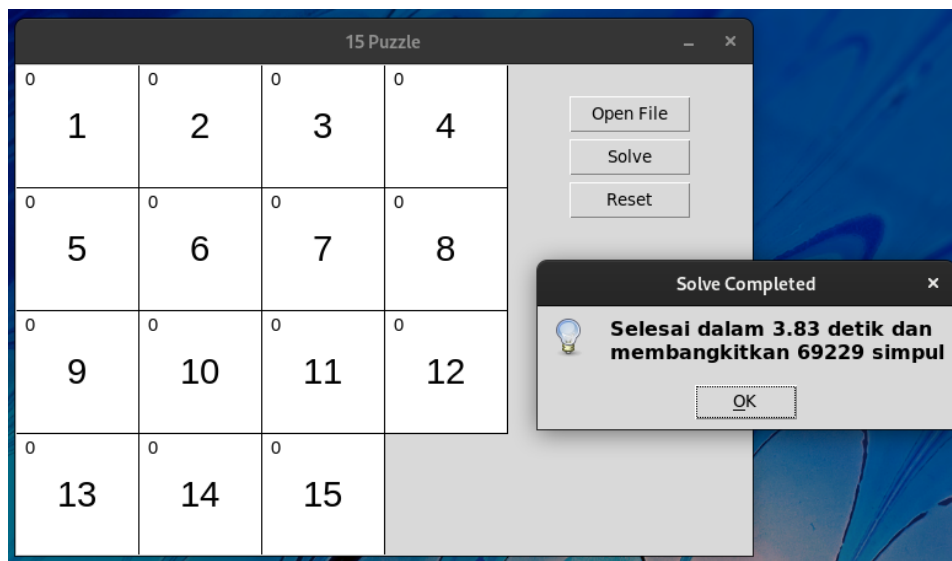 15 Puzzle
0 0 0 0
1 2 3 4
Open File
Solve
Reset
0 0 0 0
5 6 7 8
0 0 0 0
9 10 11 12
0 0 0
13 14 15
Solve Completed
Selesai dalam 3.83 detik dan
membangkitkan 69229 simpul
OK